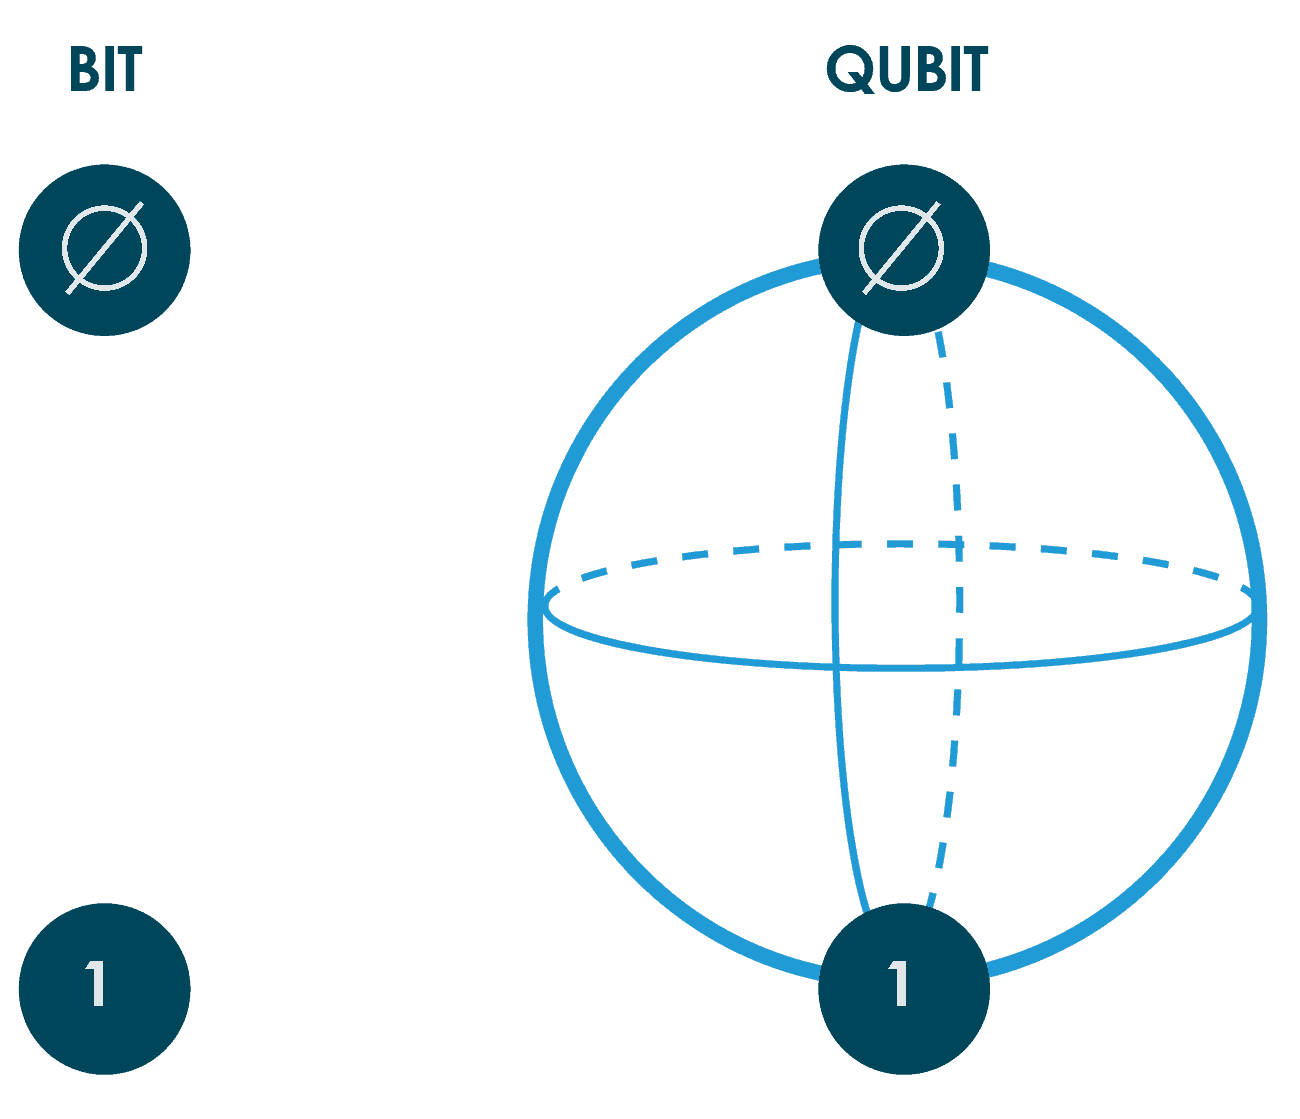 BIT QUBIT
Ø Ø
1 1